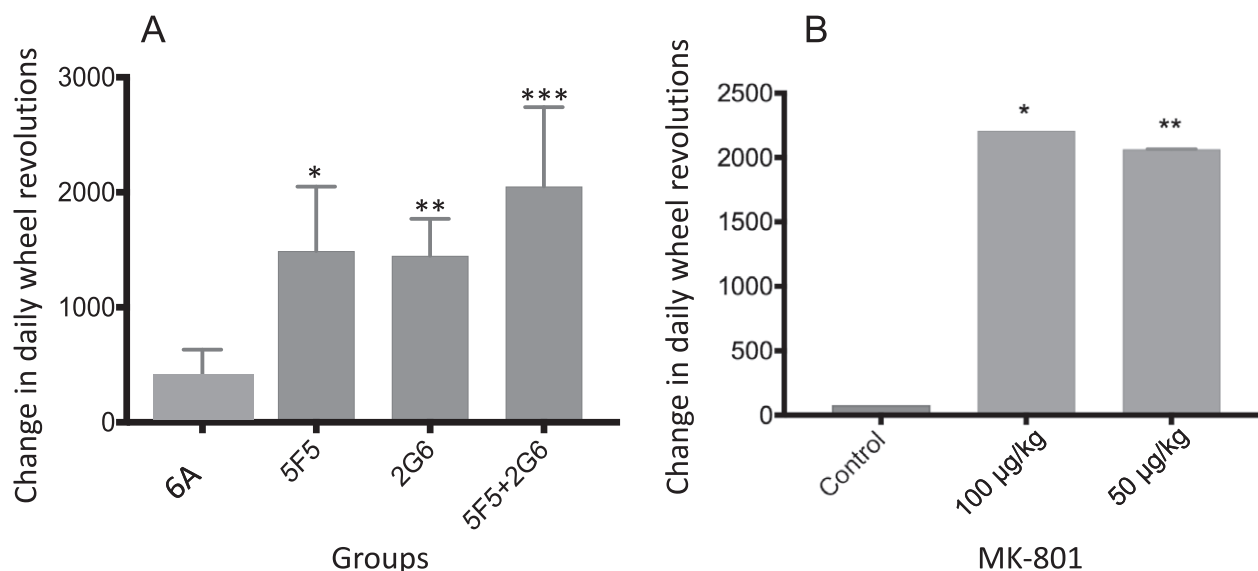 A
Change in daily wheel revolutions
3000
2000
1000
0
*
**
***
6A
5F5
2G6
5F5+2G6
Groups
B
Change in daily wheel revolutions
2500
2000
1500
1000
500
0
*
**
Control
100 µg/kg
50 µg/kg
MK-801